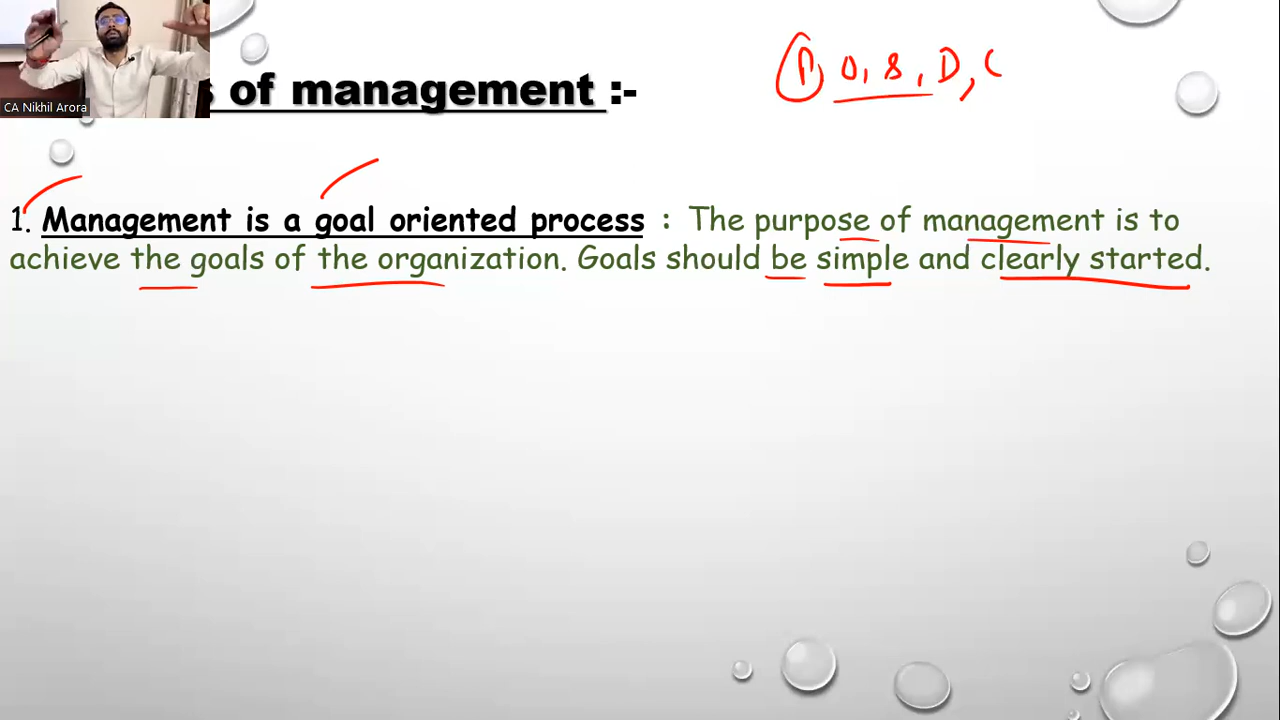 CA Nikhil Arora
s of management :-
P, O, S, D, C
1. Management is a goal oriented process : The purpose of management is to
achieve the goals of the organization. Goals should be simple and clearly started.